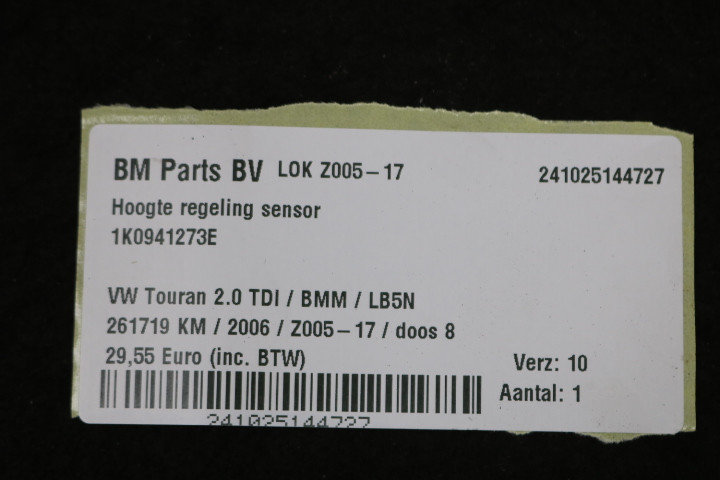 BM Parts BV LOK Z005-17 241025144727
Hoogte regeling sensor
1K0941273E
VW Touran 2.0 TDI / BMM / LB5N
261719 KM / 2006 / Z005-17 / doos 8
29,55 Euro (inc. BTW) Verz: 10
Aantal: 1
241025144727